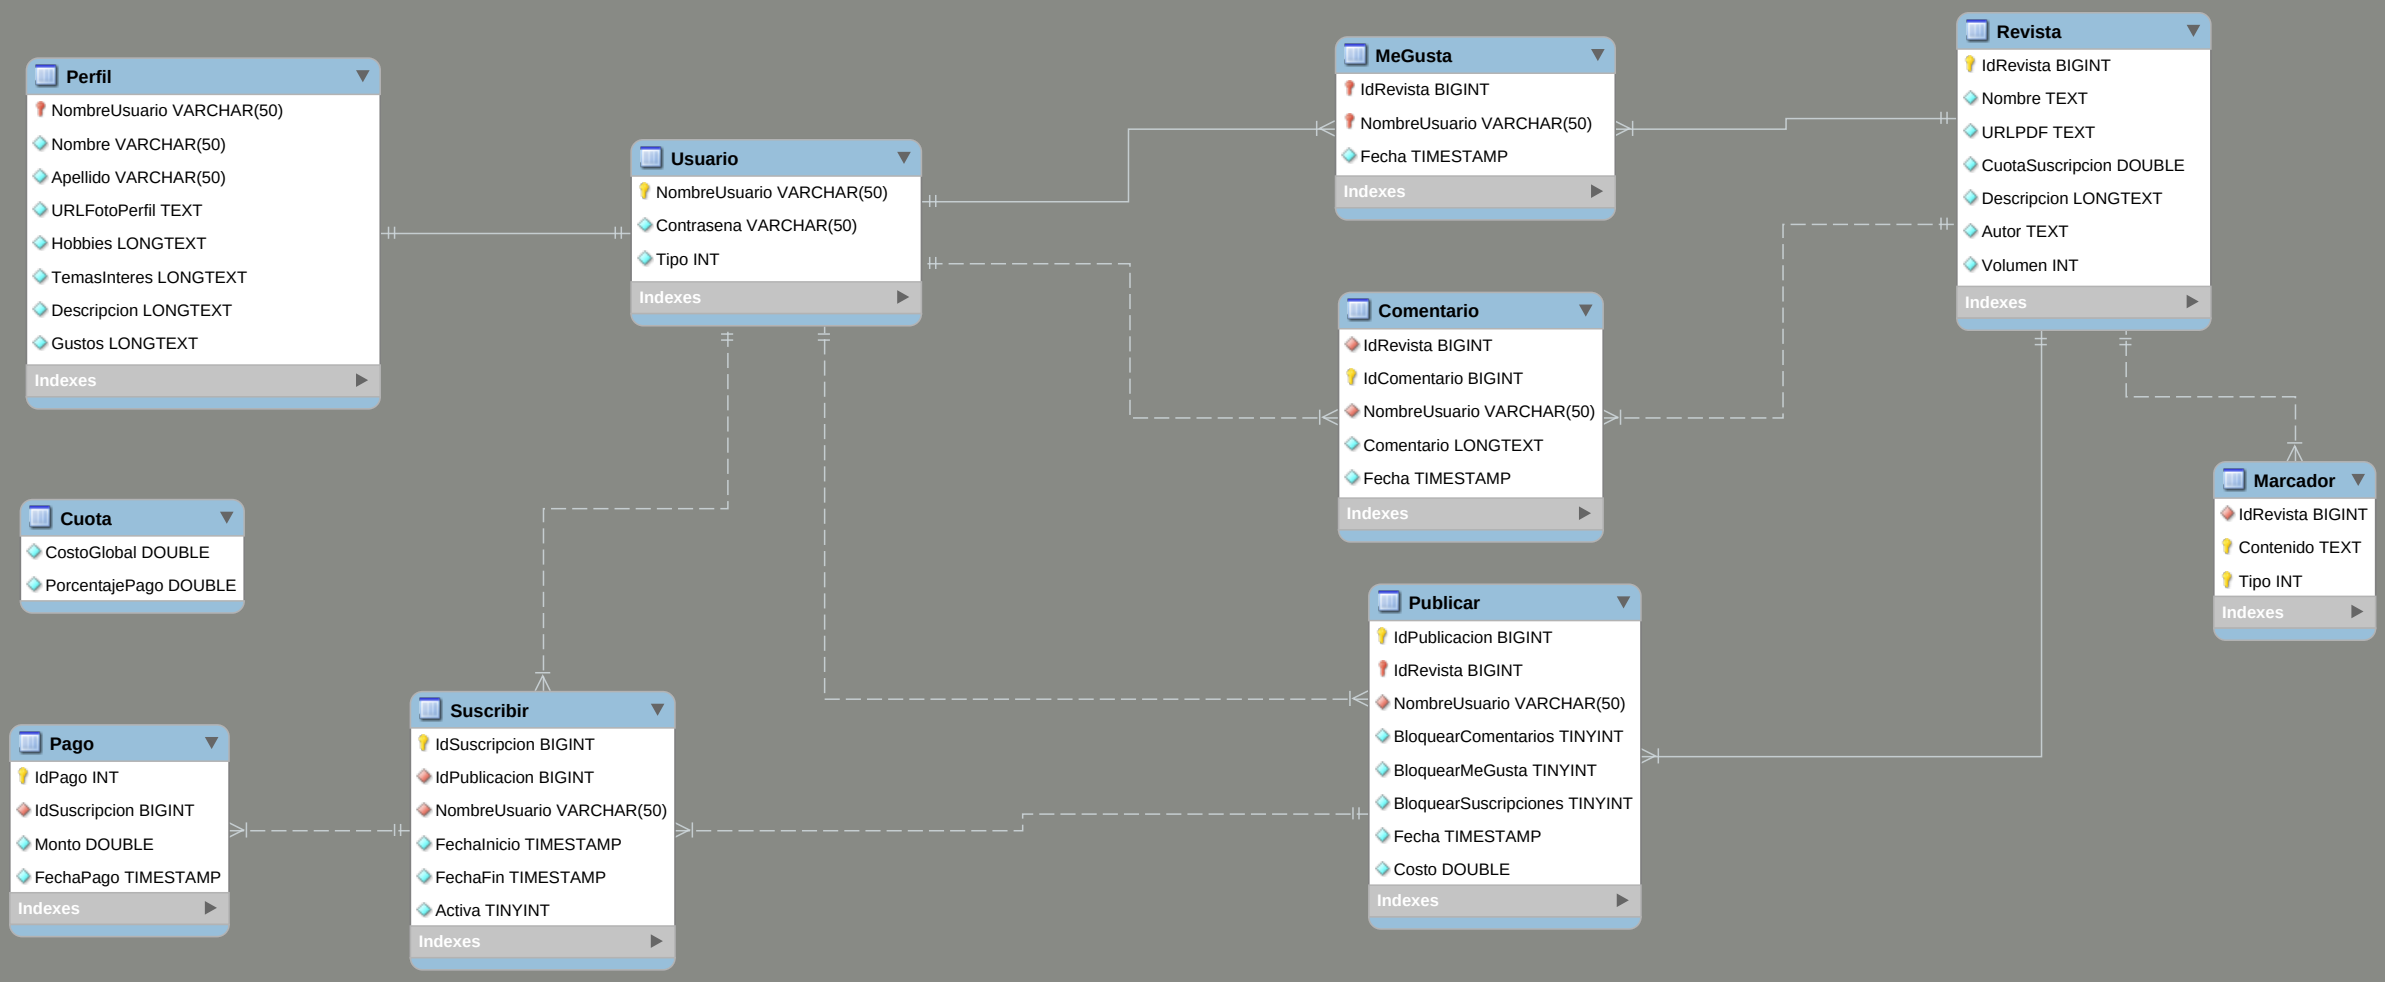 Perfil
NombreUsuario VARCHAR(50)
Nombre VARCHAR(50)
Apellido VARCHAR(50)
URLFotoPerfil TEXT
Hobbies LONGTEXT
TemasInteres LONGTEXT
Descripcion LONGTEXT
Gustos LONGTEXT
Indexes
Usuario
NombreUsuario VARCHAR(50)
Contrasena VARCHAR(50)
Tipo INT
Indexes
MeGusta
IdRevista BIGINT
NombreUsuario VARCHAR(50)
Fecha TIMESTAMP
Indexes
Revista
IdRevista BIGINT
Nombre TEXT
URLPDF TEXT
CuotaSuscripcion DOUBLE
Descripcion LONGTEXT
Autor TEXT
Volumen INT
Indexes
Comentario
IdRevista BIGINT
IdComentario BIGINT
NombreUsuario VARCHAR(50)
Comentario LONGTEXT
Fecha TIMESTAMP
Indexes
Marcador
IdRevista BIGINT
Contenido TEXT
Tipo INT
Indexes
Cuota
CostoGlobal DOUBLE
PorcentajePago DOUBLE
Publicar
IdPublicacion BIGINT
IdRevista BIGINT
NombreUsuario VARCHAR(50)
BloquearComentarios TINYINT
BloquearMeGusta TINYINT
BloquearSuscripciones TINYINT
Fecha TIMESTAMP
Costo DOUBLE
Indexes
Suscribir
IdSuscripcion BIGINT
IdPublicacion BIGINT
NombreUsuario VARCHAR(50)
FechaInicio TIMESTAMP
FechaFin TIMESTAMP
Activa TINYINT
Indexes
Pago
IdPago INT
IdSuscripcion BIGINT
Monto DOUBLE
FechaPago TIMESTAMP
Indexes